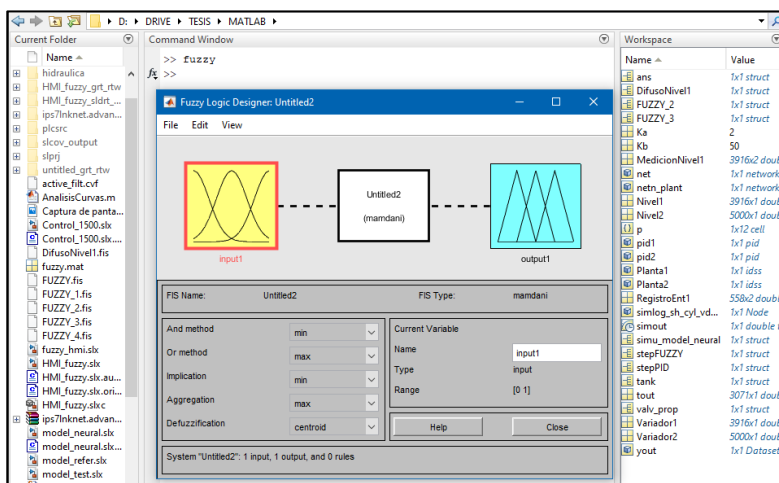 D: ▸ DRIVE ▸ TESIS ▸ MATLAB ▸
Current Folder
Name
hidraulica
HMI_fuzzy_grt_rtw
HMI_fuzzy_sldrt_...
ips7lnknet.advan...
plcsrc
slcov_output
slprj
untitled_grt_rtw
active_filt.cvf
AnalisisCurvas.m
Captura de panta...
Control_1500.slx
Control_1500.slx....
DifusoNivel1.fis
fuzzy.mat
FUZZY.fis
FUZZY_1.fis
FUZZY_2.fis
FUZZY_3.fis
FUZZY_4.fis
fuzzy_hmi.slx
HMI_fuzzy.slx
HMI_fuzzy.slx.au...
HMI_fuzzy.slx.ori...
HMI_fuzzy.slxc
ips7lnknet.advan...
model_neural.slx
model_neural.slx...
model_refer.slx
model_test.slx
Command Window
>> fuzzy
fx >>
Fuzzy Logic Designer: Untitled2
File Edit View
Untitled2
(mamdani)
input1
output1
FIS Name: Untitled2 FIS Type: mamdani
And method min
Or method max
Implication min
Aggregation max
Defuzzification centroid
Current Variable
Name input1
Type input
Range [0 1]
Help Close
System "Untitled2": 1 input, 1 output, and 0 rules
Workspace
Name Value
ans 1x1 struct
DifusoNivel1 1x1 struct
FUZZY_2 1x1 struct
FUZZY_3 1x1 struct
Ka 2
Kb 50
MedicionNivel1 3916x2 doub
net 1x1 network
netn_plant 1x1 network
Nivel1 3916x1 doub
Nivel2 5000x1 doub
p 1x12 cell
pid1 1x1 pid
pid2 1x1 pid
Planta1 1x1 idss
Planta2 1x1 idss
RegistroEnt1 558x2 doubl
simlog_sh_cyl_vd... 1x1 Node
simout 1x1 double t
simu_model_neural 1x1 struct
stepFUZZY 1x1 struct
stepPID 1x1 struct
tank 1x1 struct
tout 3071x1 doub
valv_prop 1x1 struct
Variador1 3916x1 doub
Variador2 5000x1 doub
yout 1x1 Dataset